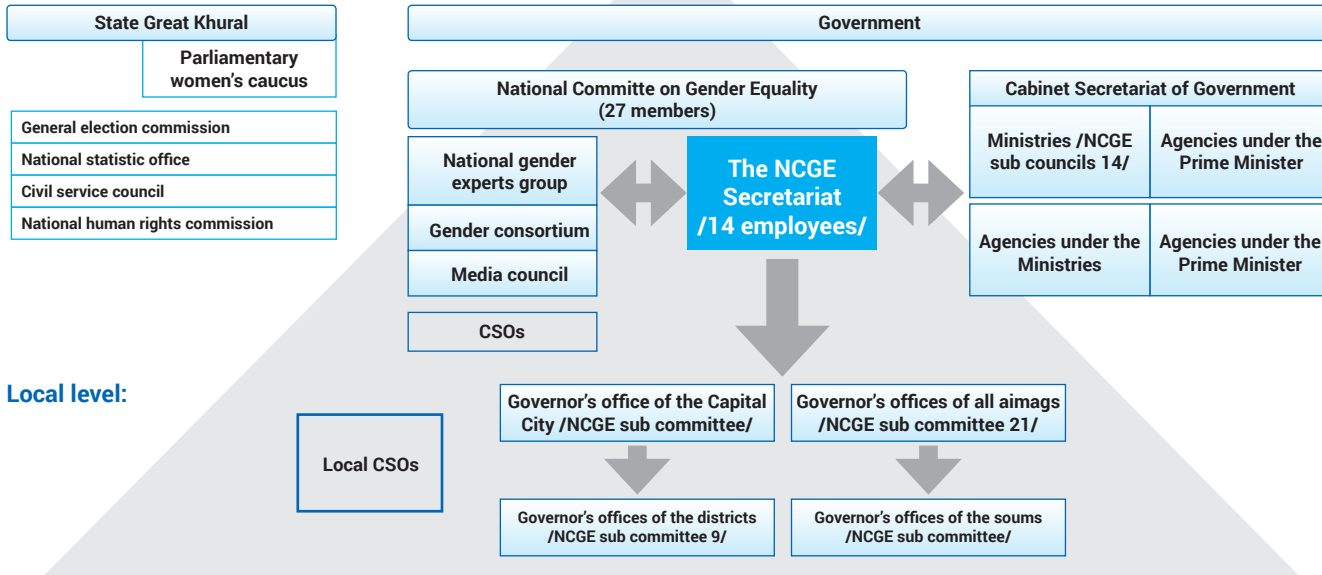 State Great Khural
Parliamentary
women's caucus
General election commission
National statistic office
Civil service council
National human rights commission
Government
National Committe on Gender Equality
(27 members)
National gender
experts group
Gender consortium
Media council
CSOs
The NCGE
Secretariat
/14 employees/
Cabinet Secretariat of Government
Ministries /NCGE
sub councils 14/
Agencies under the
Prime Minister
Agencies under the
Ministries
Agencies under the
Prime Minister
Local level:
Local CSOs
Governor's office of the Capital
City /NCGE sub committee/
Governor's offices of all aimags
/NCGE sub committee 21/
Governor's offices of the districts
/NCGE sub committee 9/
Governor's offices of the soums
/NCGE sub committee/